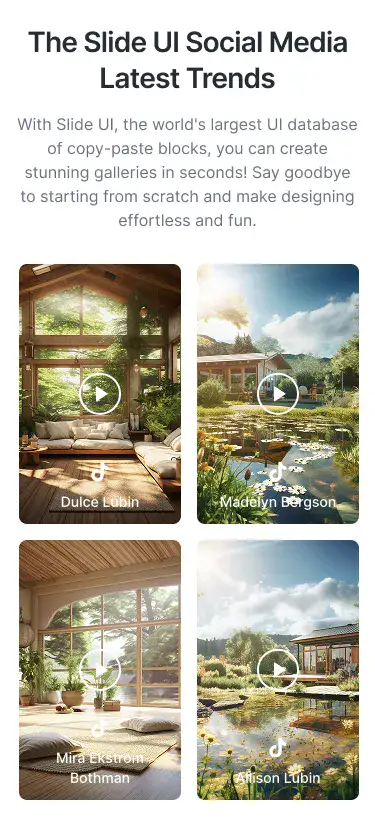 The Slide UI Social Media
Latest Trends
With Slide UI, the world's largest UI database
of copy-paste blocks, you can create
stunning galleries in seconds! Say goodbye
to starting from scratch and make designing
effortless and fun.
Dulce Lubin
Madelyn Bergson
Mira Ekstrom
Bothman
Allison Lubin